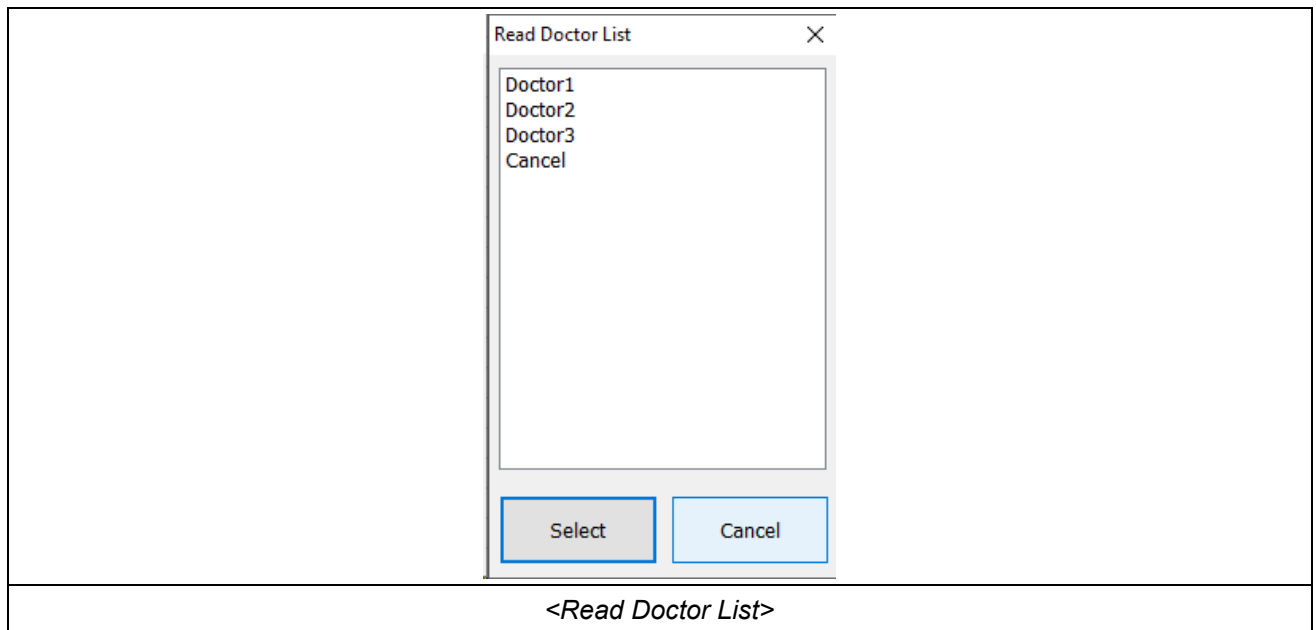 Read Doctor List
Doctor1
Doctor2
Doctor3
Cancel
Select Cancel
<Read Doctor List>